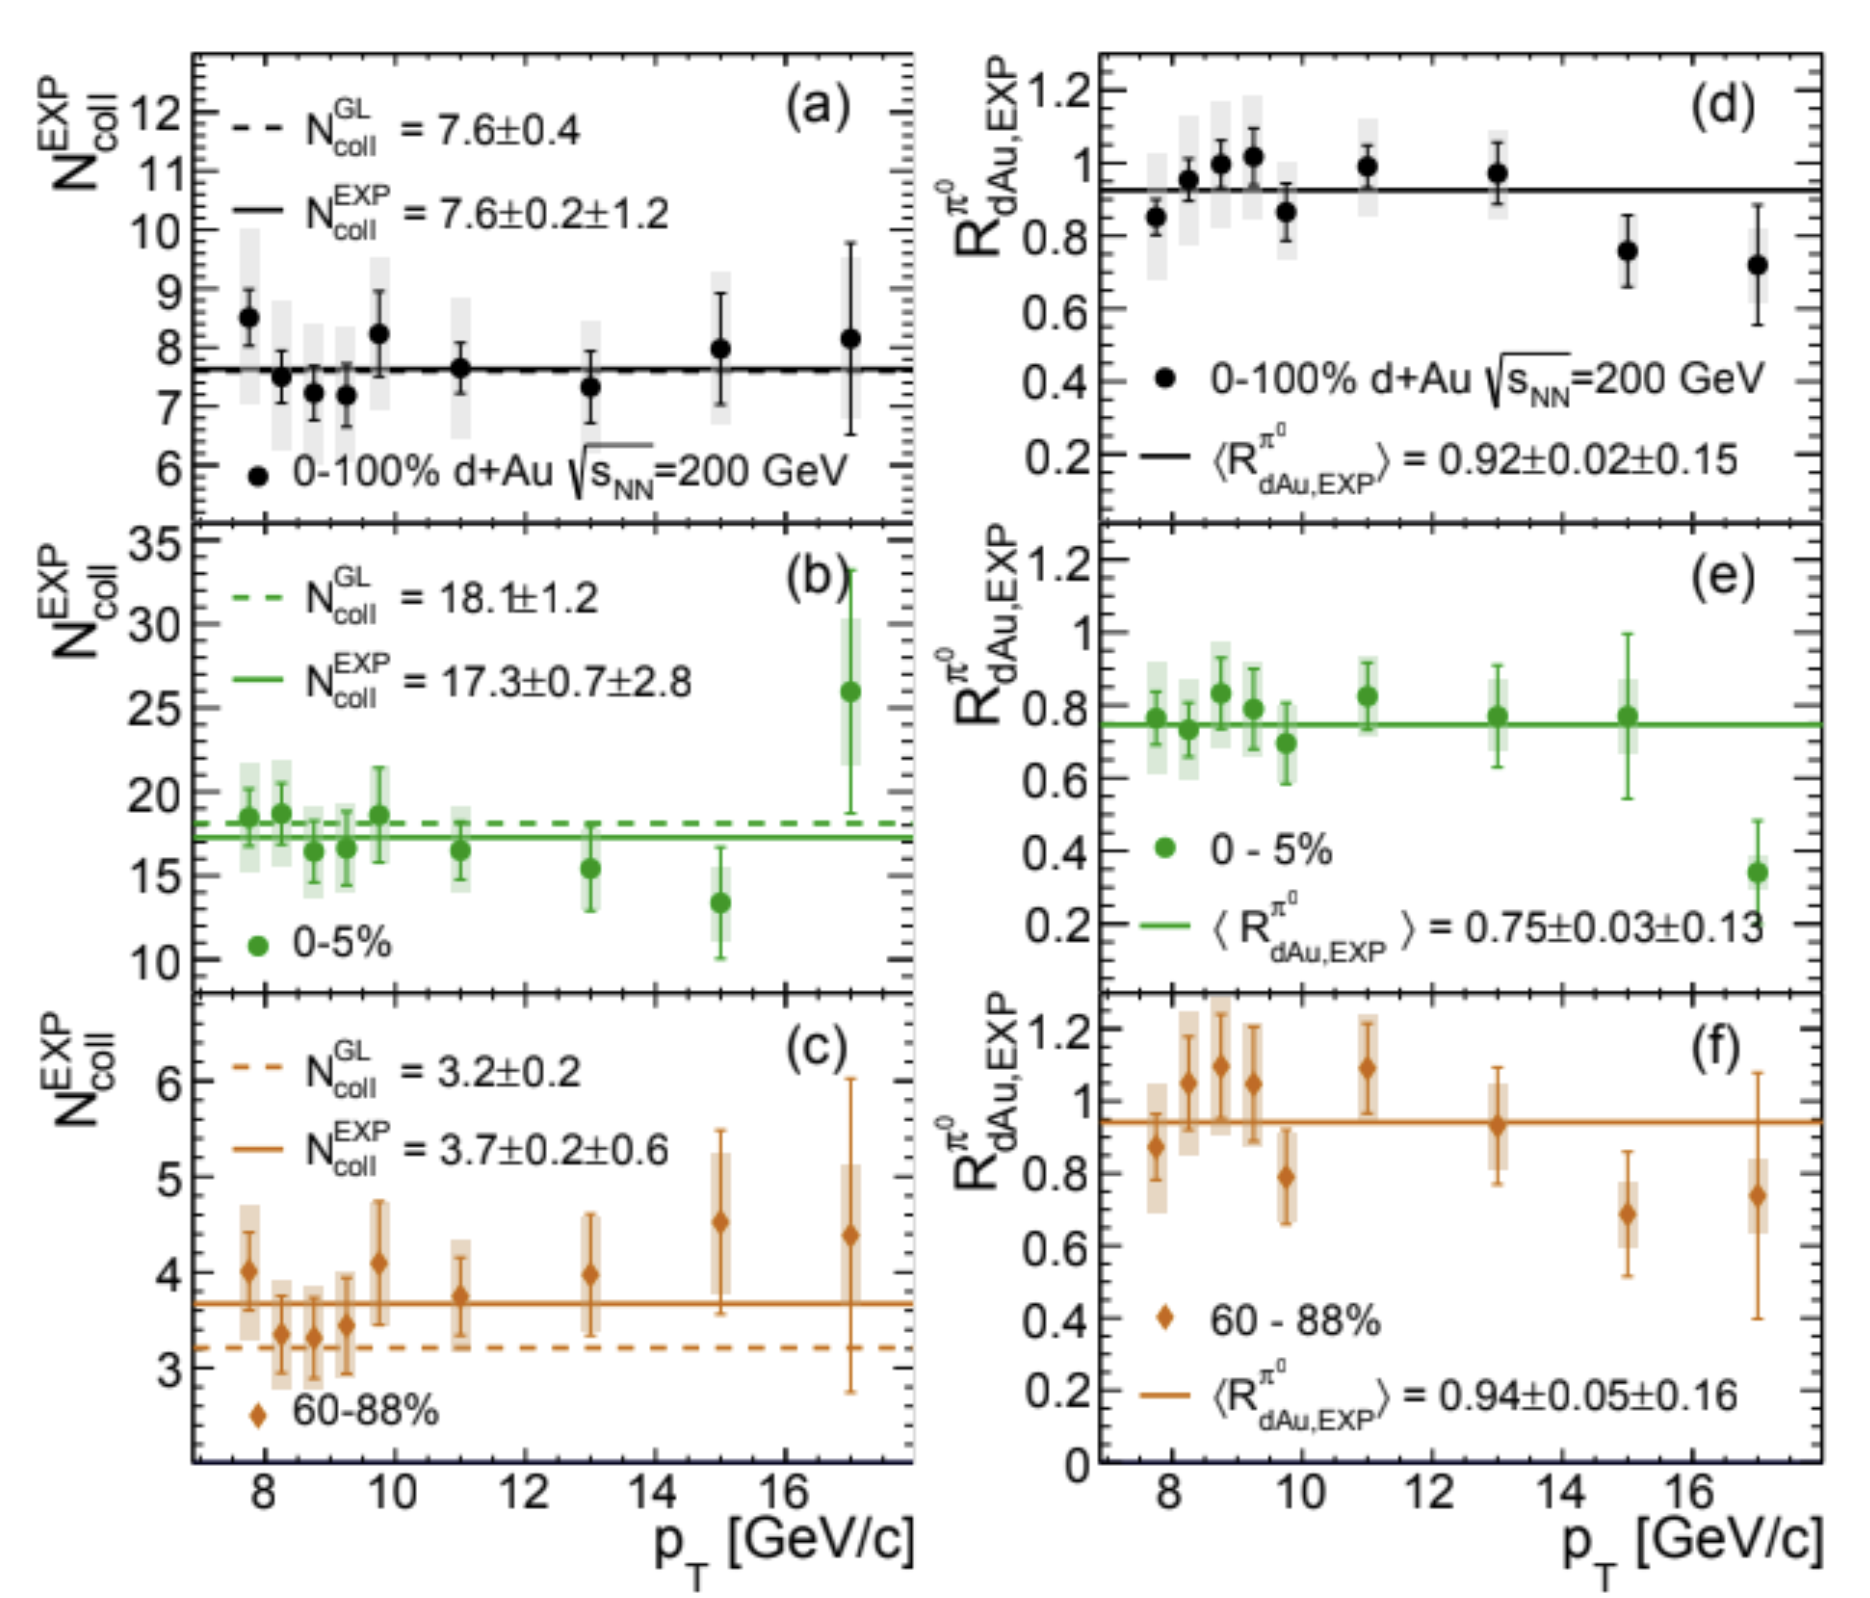 N_coll^EXP
12
11
10
9
8
7
6
(a)
N_coll^GL = 7.6±0.4
N_coll^EXP = 7.6±0.2±1.2
0-100% d+Au √s_NN=200 GeV
R_dAu,EXP^π⁰
1.2
1
0.8
0.6
0.4
0.2
(d)
0-100% d+Au √s_NN=200 GeV
⟨R_dAu,EXP^π⁰⟩ = 0.92±0.02±0.15
N_coll^EXP
35
30
25
20
15
10
(b)
N_coll^GL = 18.1±1.2
N_coll^EXP = 17.3±0.7±2.8
0-5%
R_dAu,EXP^π⁰
1.2
1
0.8
0.6
0.4
0.2
(e)
0 - 5%
⟨ R_dAu,EXP^π⁰ ⟩ = 0.75±0.03±0.13
N_coll^EXP
6
5
4
3
(c)
N_coll^GL = 3.2±0.2
N_coll^EXP = 3.7±0.2±0.6
60-88%
8 10 12 14 16
p_T [GeV/c]
R_dAu,EXP^π⁰
1.2
1
0.8
0.6
0.4
0.2
0
(f)
60 - 88%
⟨R_dAu,EXP^π⁰⟩ = 0.94±0.05±0.16
8 10 12 14 16
p_T [GeV/c]